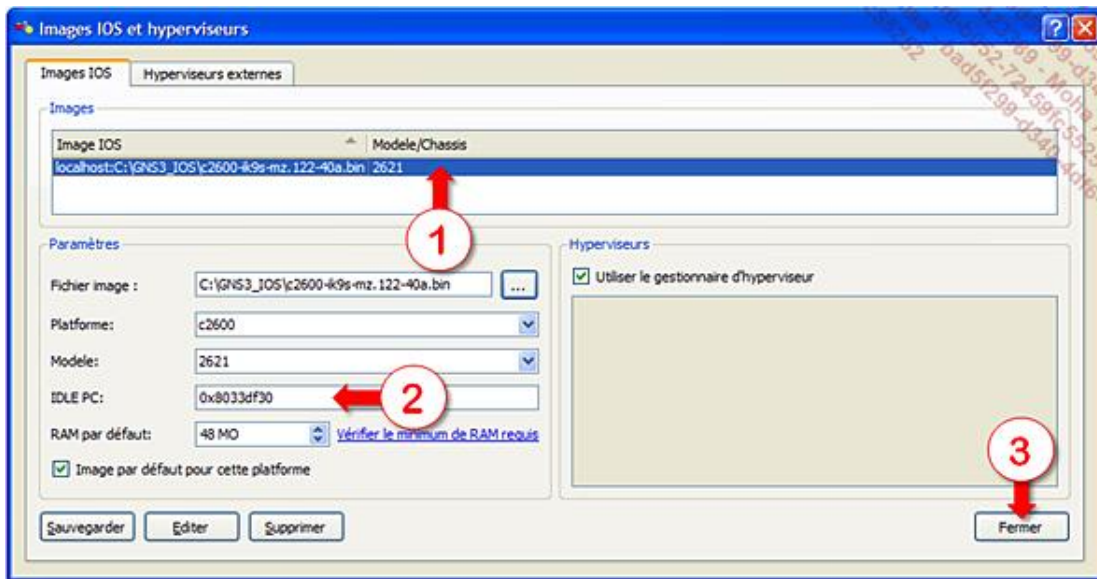 Images IOS et hyperviseurs
Images IOS Hyperviseurs externes
Images
Image IOS Modele/Chassis
localhost:C:\GNS3_IOS\c2600-ik9s-mz.122-40a.bin 2621
1
Paramètres
Fichier image : C:\GNS3_IOS\c2600-ik9s-mz.122-40a.bin ...
Platforme: c2600
Modele: 2621
IDLE PC: 0x8033df30
2
RAM par défaut: 48 MO Vérifier le minimum de RAM requis
Image par défaut pour cette platforme
Hyperviseurs
Utiliser le gestionnaire d'hyperviseur
3
Sauvegarder Editer Supprimer Fermer